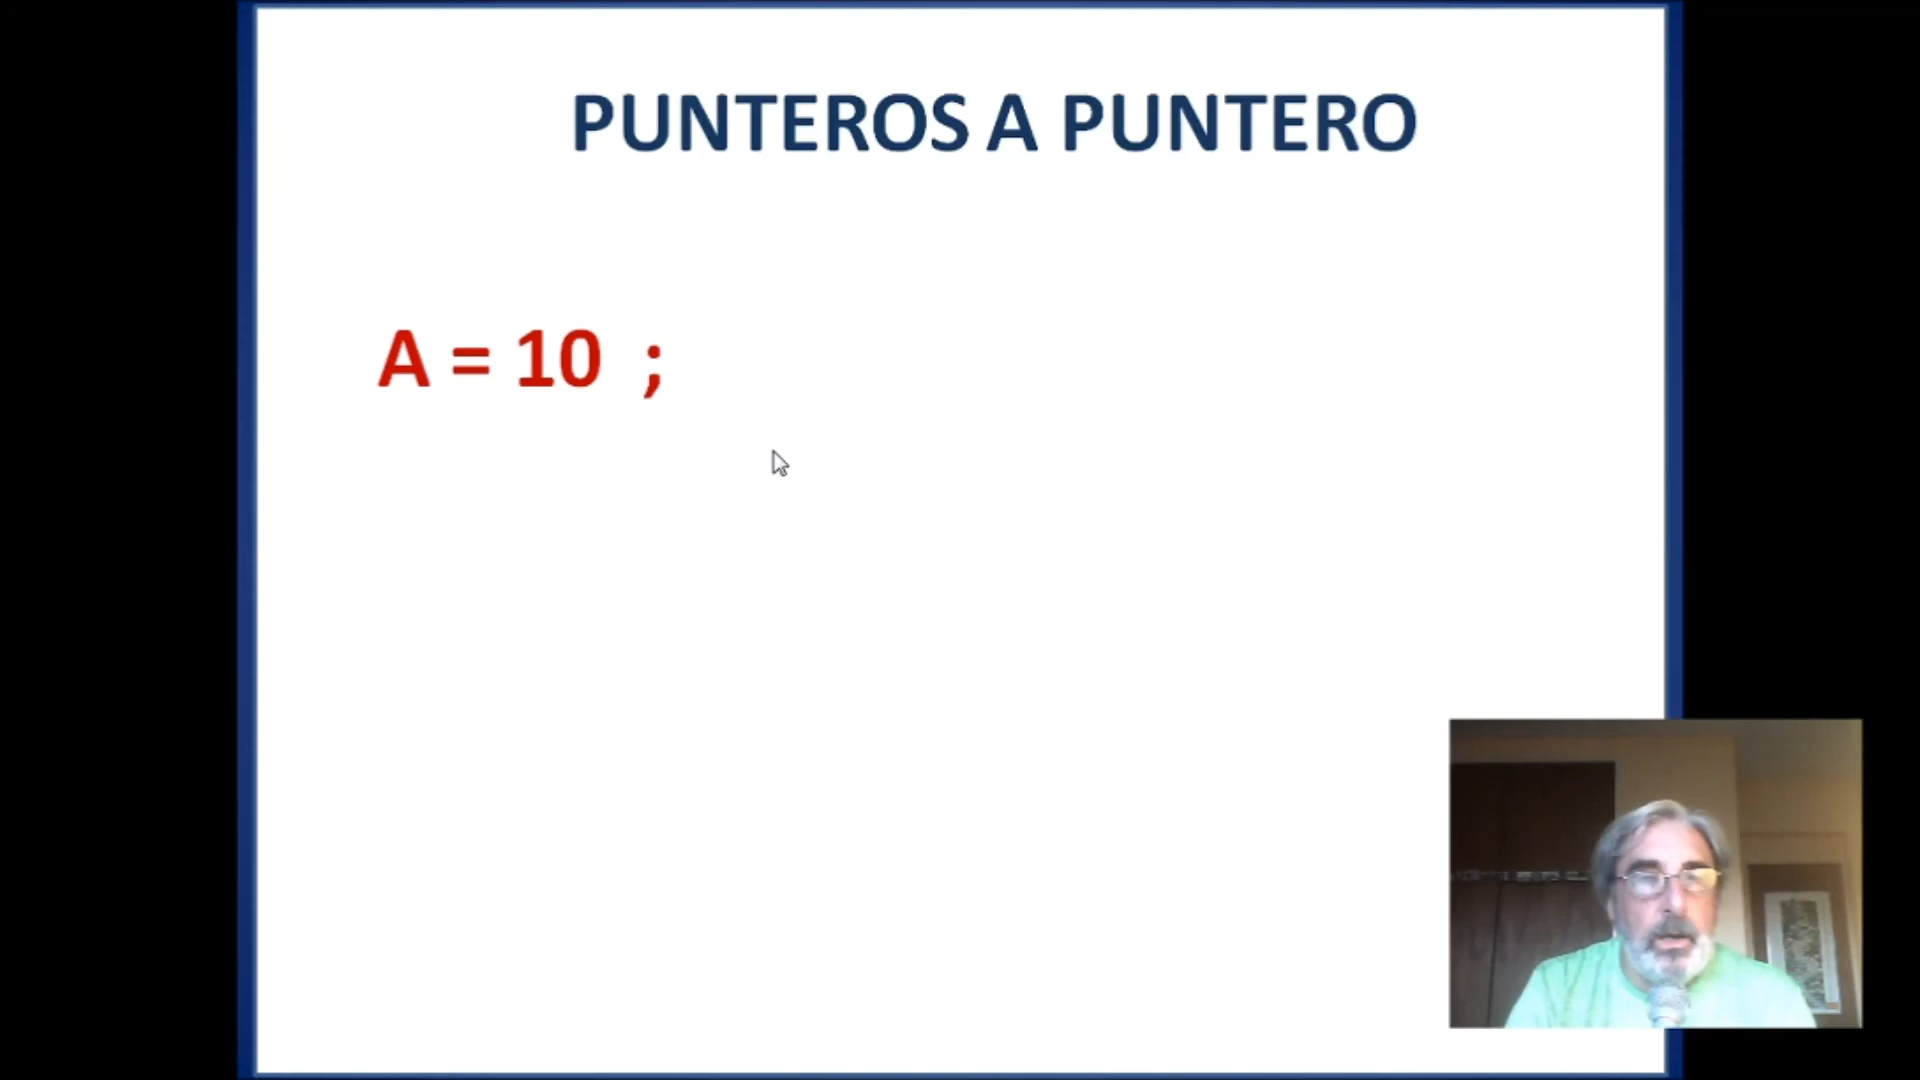 PUNTEROS A PUNTERO
A = 10 ;